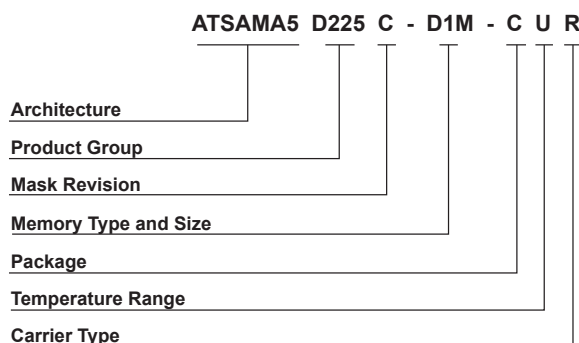 ATSAMA5 D225 C - D1M - C U R
Architecture
Product Group
Mask Revision
Memory Type and Size
Package
Temperature Range
Carrier Type